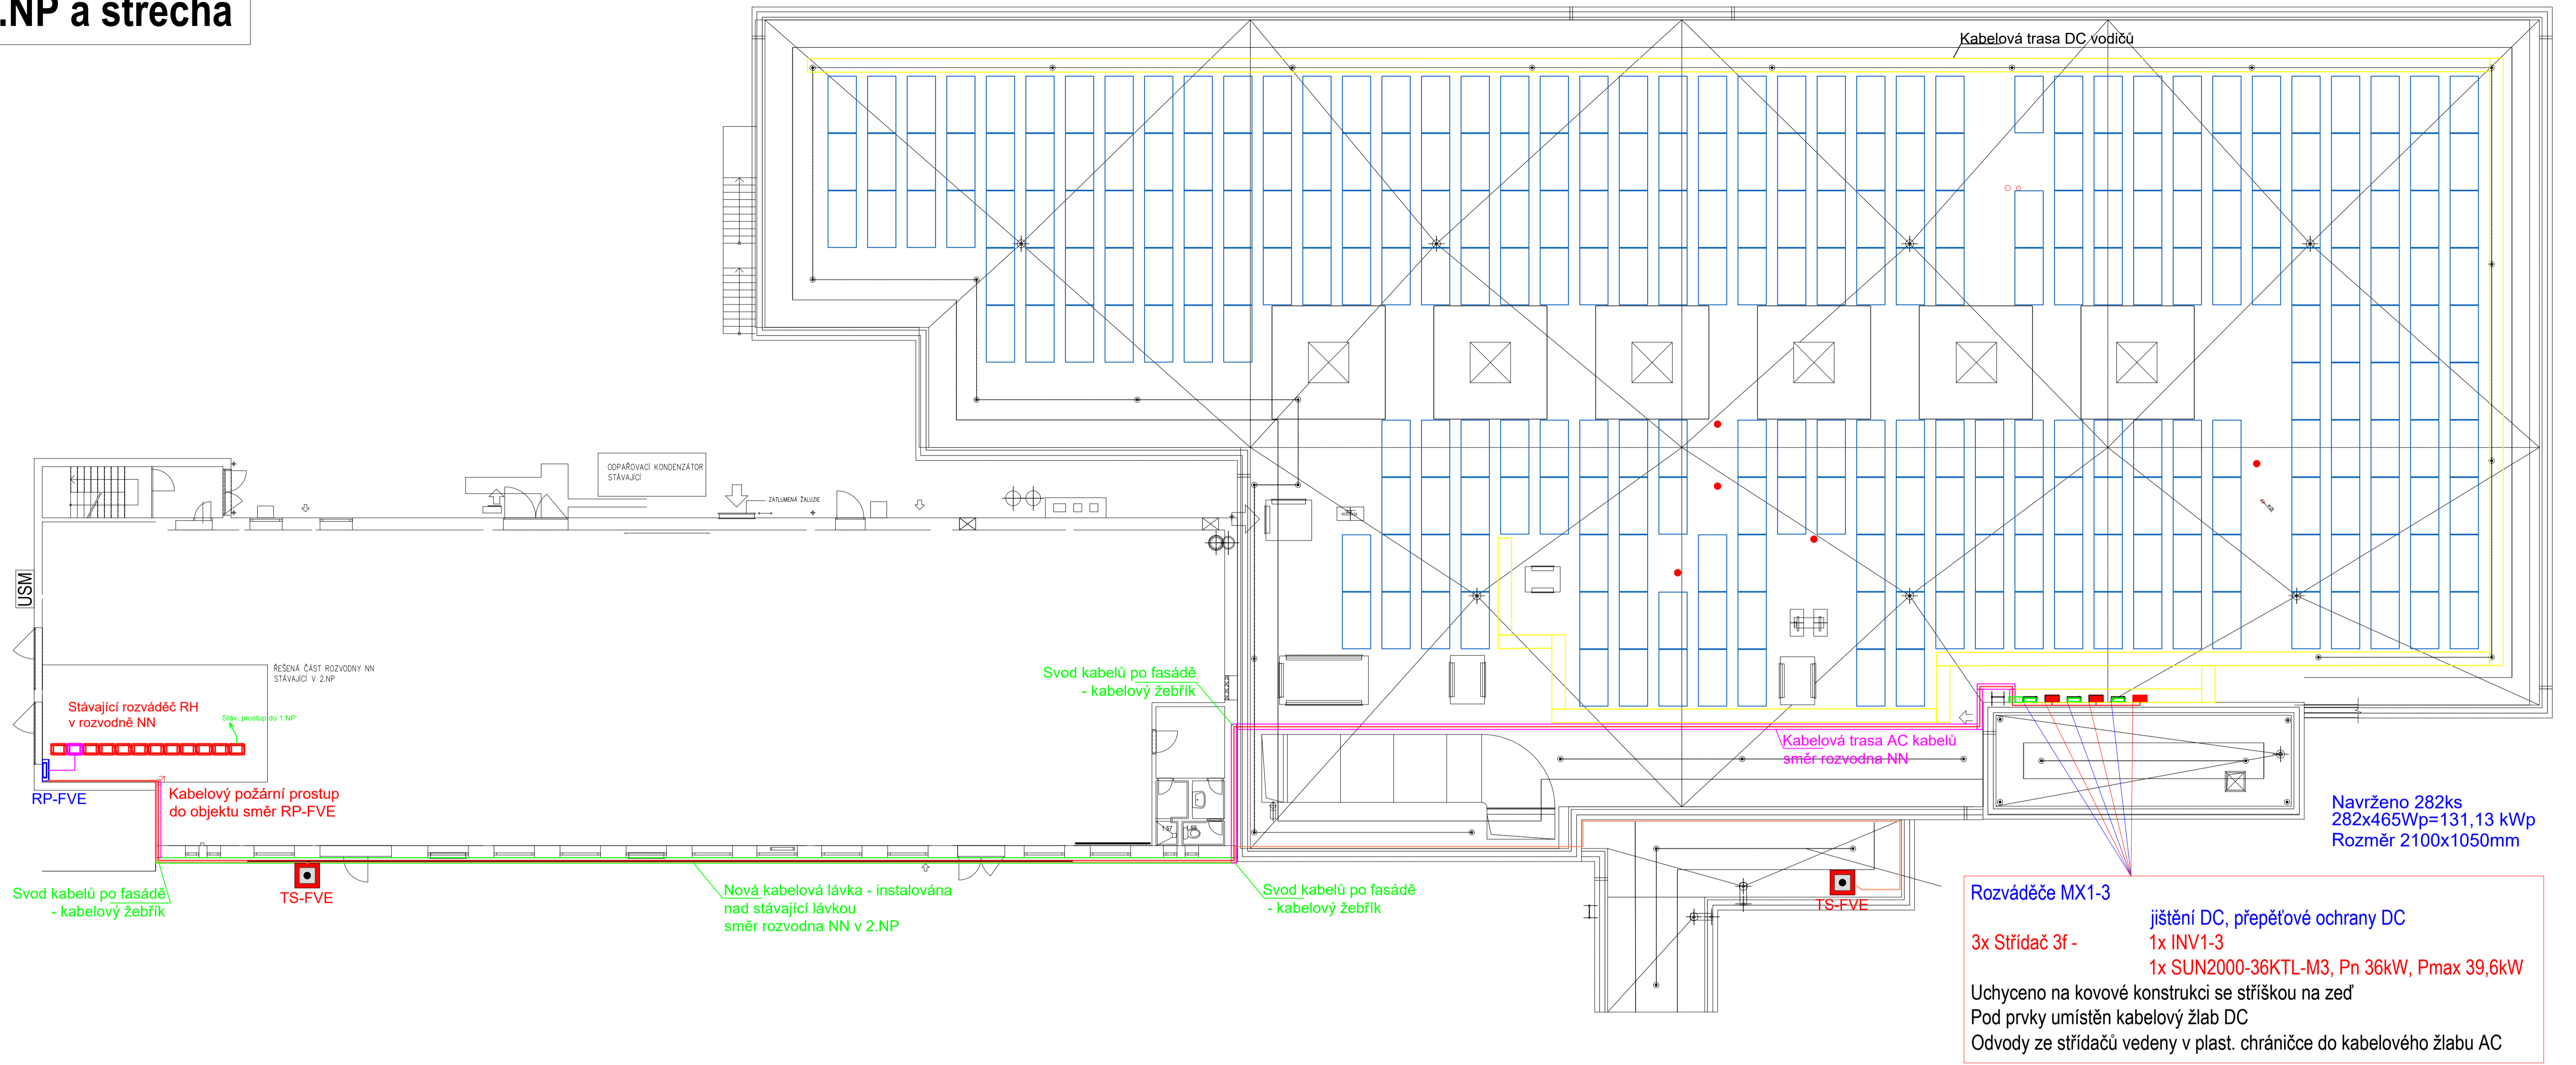 .NP a střecha
Kabelová trasa DC vodičů
ODPAŘOVACÍ KONDENZÁTOR
STÁVAJÍCÍ
ZATLUMENÁ ŽALUZIE
USM
ŘEŠENÁ ČÁST ROZVODNY NN
STÁVAJÍCÍ V 2.NP
Stávající rozváděč RH
v rozvodně NN
Stáv. prostup do 1.NP
RP-FVE
Kabelový požární prostup
do objektu směr RP-FVE
Svod kabelů po fasádě
- kabelový žebřík
Kabelová trasa AC kabelů
směr rozvodna NN
1.57
Svod kabelů po fasádě
- kabelový žebřík
TS-FVE
Nová kabelová lávka - instalována
nad stávající lávkou
směr rozvodna NN v 2.NP
Svod kabelů po fasádě
- kabelový žebřík
TS-FVE
Navrženo 282ks
282x465Wp=131,13 kWp
Rozměr 2100x1050mm
Rozváděče MX1-3
jištění DC, přepěťové ochrany DC
3x Střídač 3f - 1x INV1-3
1x SUN2000-36KTL-M3, Pn 36kW, Pmax 39,6kW
Uchyceno na kovové konstrukci se stříškou na zeď
Pod prvky umístěn kabelový žlab DC
Odvody ze střídačů vedeny v plast. chráničce do kabelového žlabu AC